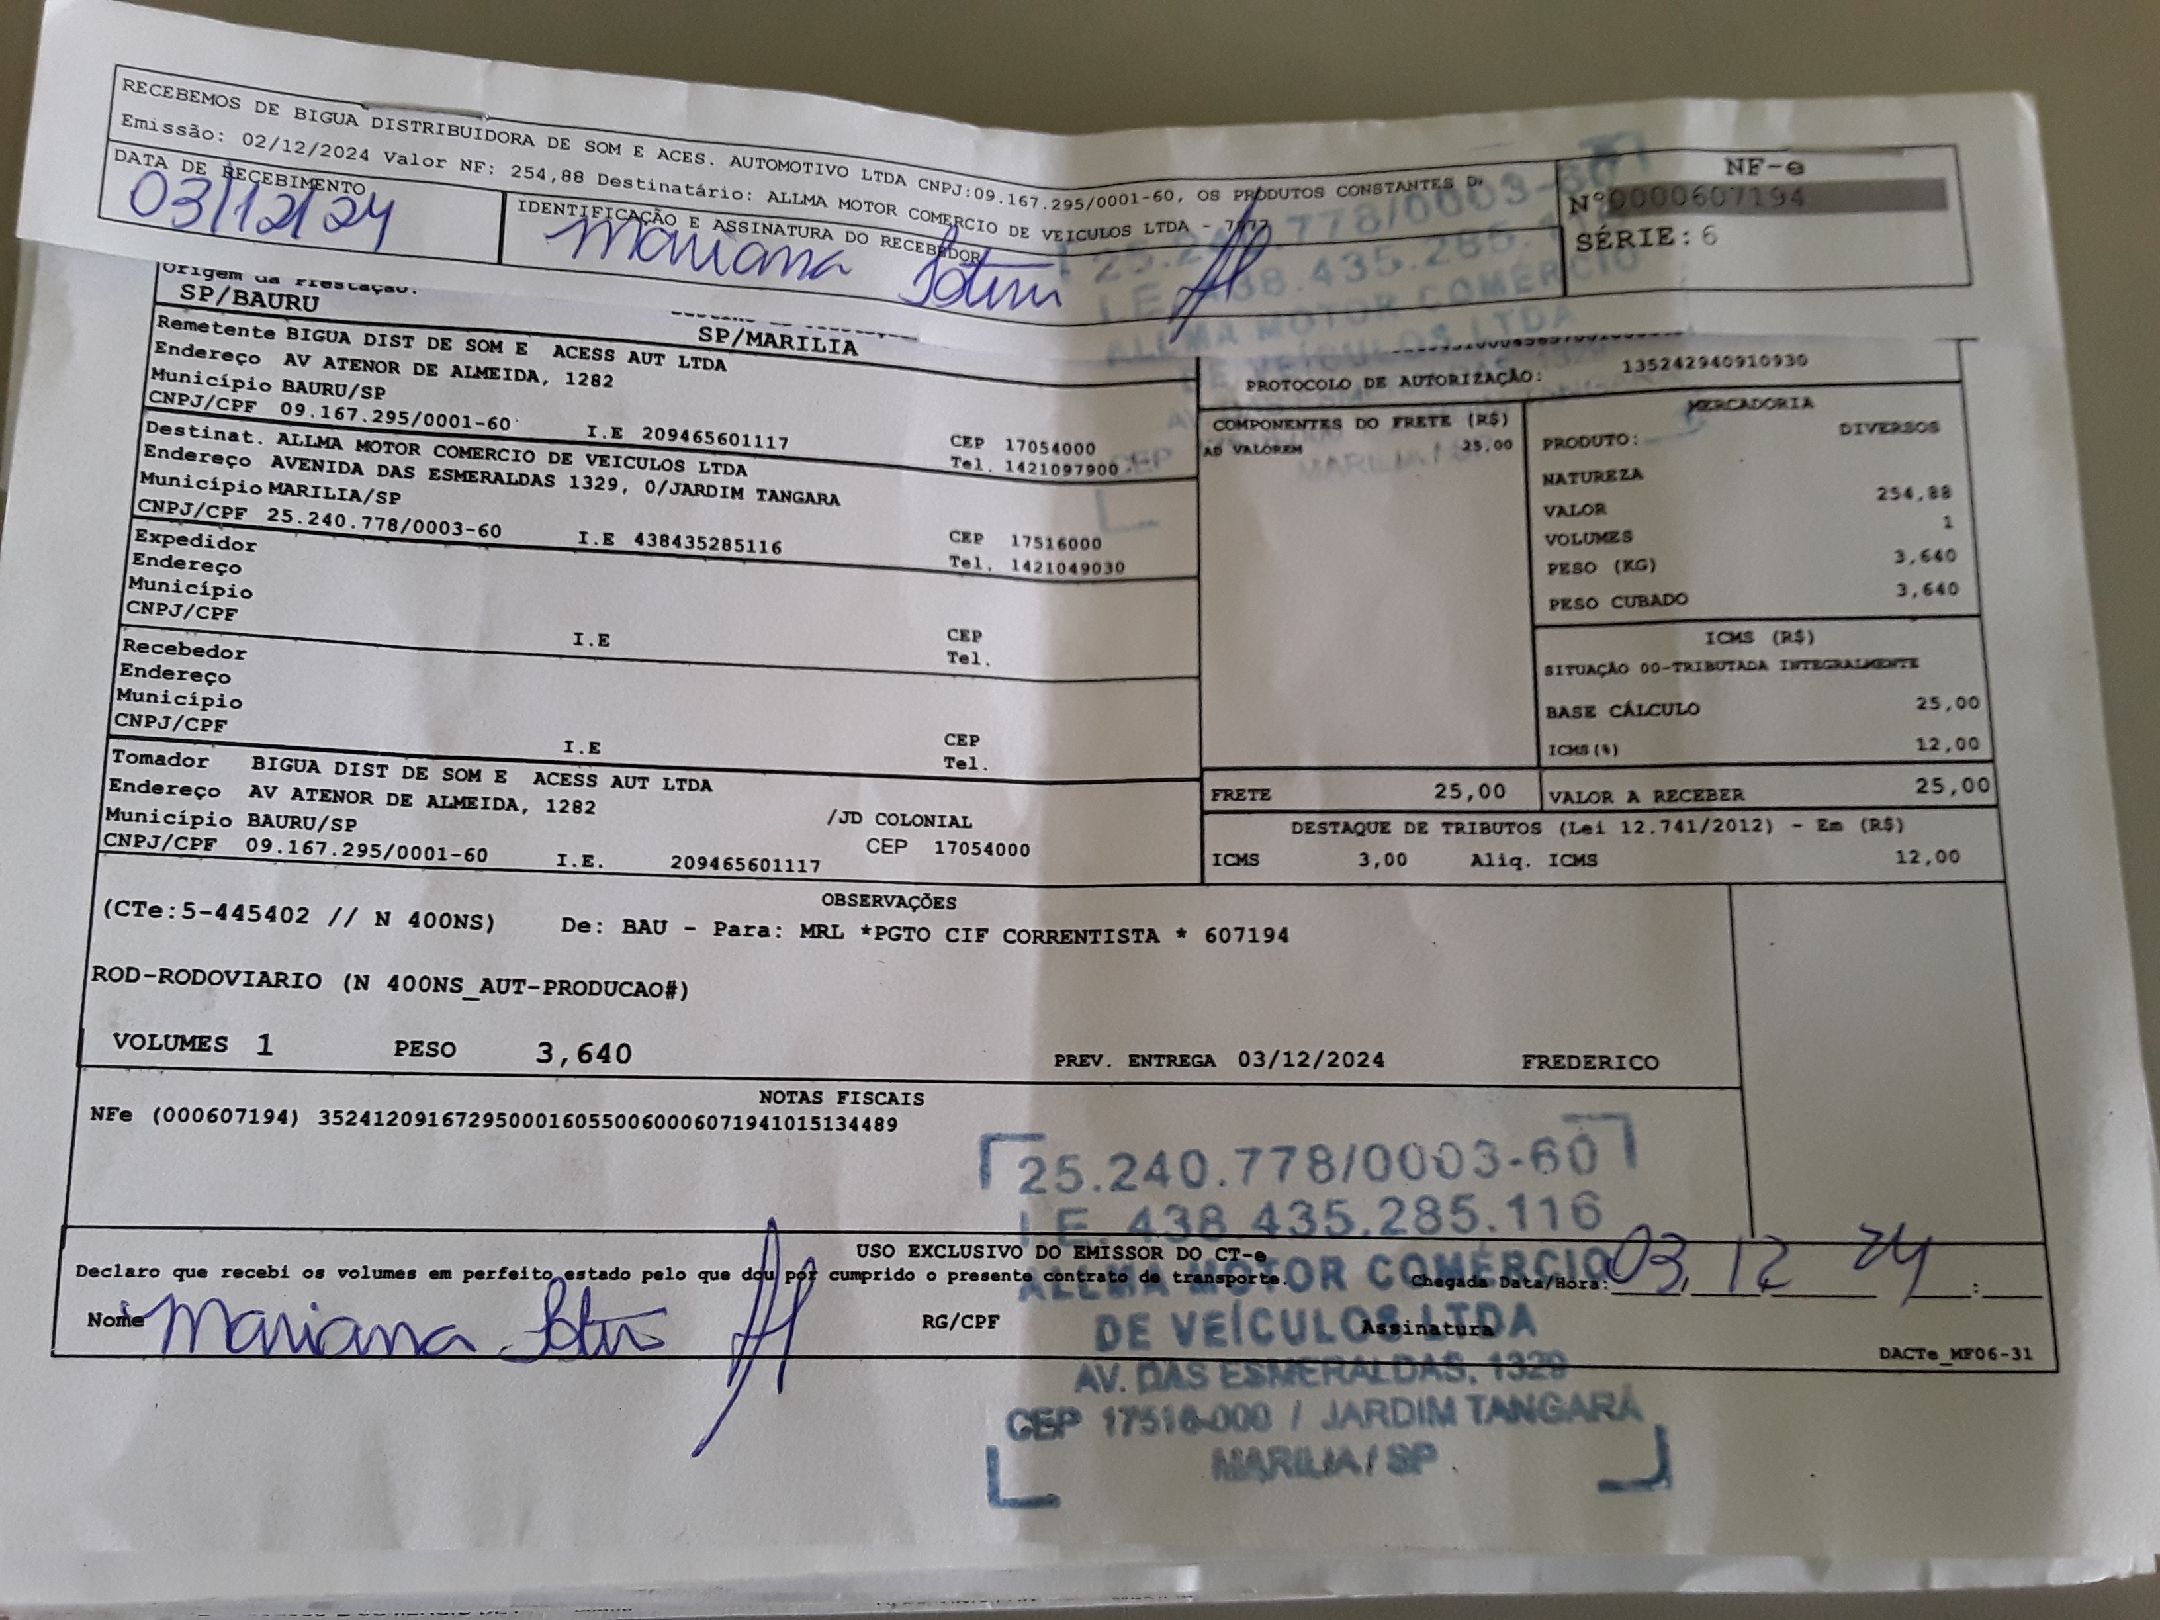 RECEBEMOS DE BIGUA DISTRIBUIDORA DE SOM E ACES. AUTOMOTIVO LTDA CNPJ:09.167.295/0001-60, OS PRODUTOS CONSTANTES D
Emissão: 02/12/2024 Valor NF: 254,88 Destinatário: ALLMA MOTOR COMERCIO DE VEICULOS LTDA - 7877
DATA DE RECEBIMENTO
03/12/24
IDENTIFICAÇÃO E ASSINATURA DO RECEBEDOR
Mariana
NF-e
Nº0000607194
SÉRIE: 6
I.E. 438.435.285.
ALLMA MOTOR COMÉRCIO
DE VEÍCULOS LTDA
Origem da Prestação:
SP/BAURU
SP/MARILIA
Remetente BIGUA DIST DE SOM E ACESS AUT LTDA
Endereço AV ATENOR DE ALMEIDA, 1282
Município BAURU/SP
CNPJ/CPF 09.167.295/0001-60 I.E 209465601117
CEP 17054000
Tel. 1421097900
Destinat. ALLMA MOTOR COMERCIO DE VEICULOS LTDA
Endereço AVENIDA DAS ESMERALDAS 1329, 0/JARDIM TANGARA
Município MARILIA/SP
CNPJ/CPF 25.240.778/0003-60 I.E 438435285116
CEP 17516000
Tel. 1421049030
Expedidor
Endereço
Município
CNPJ/CPF
I.E
CEP
Tel.
Recebedor
Endereço
Município
CNPJ/CPF
I.E
CEP
Tel.
Tomador BIGUA DIST DE SOM E ACESS AUT LTDA
Endereço AV ATENOR DE ALMEIDA, 1282 /JD COLONIAL
Município BAURU/SP CEP 17054000
CNPJ/CPF 09.167.295/0001-60 I.E. 209465601117
PROTOCOLO DE AUTORIZAÇÃO: 135242940910930
COMPONENTES DO FRETE (R$)
AD VALOREM 25,00
MERCADORIA
PRODUTO: DIVERSOS
NATUREZA
VALOR 254,88
VOLUMES 1
PESO (KG) 3,640
PESO CUBADO 3,640
ICMS (R$)
SITUAÇÃO 00-TRIBUTADA INTEGRALMENTE
BASE CÁLCULO 25,00
ICMS(%) 12,00
FRETE 25,00
VALOR A RECEBER 25,00
DESTAQUE DE TRIBUTOS (Lei 12.741/2012) - Em (R$)
ICMS 3,00 Aliq. ICMS 12,00
OBSERVAÇÕES
(CTe:5-445402 // N 400NS) De: BAU - Para: MRL *PGTO CIF CORRENTISTA * 607194
ROD-RODOVIARIO (N 400NS_AUT-PRODUCAO#)
VOLUMES 1 PESO 3,640 PREV. ENTREGA 03/12/2024 FREDERICO
NOTAS FISCAIS
NFe (000607194) 35241209167295000160550060006071941015134489
25.240.778/0003-60
I.E. 438.435.285.116
ALLMA MOTOR COMÉRCIO
DE VEÍCULOS LTDA
AV. DAS ESMERALDAS, 1329
CEP 17516-000 / JARDIM TANGARÁ
MARILIA / SP
USO EXCLUSIVO DO EMISSOR DO CT-e
Declaro que recebi os volumes em perfeito estado pelo que dou por cumprido o presente contrato de transporte.
Chegada Data/Hora: 03, 12 24
Nome Mariana
RG/CPF
Assinatura
DACTe_MF06-31